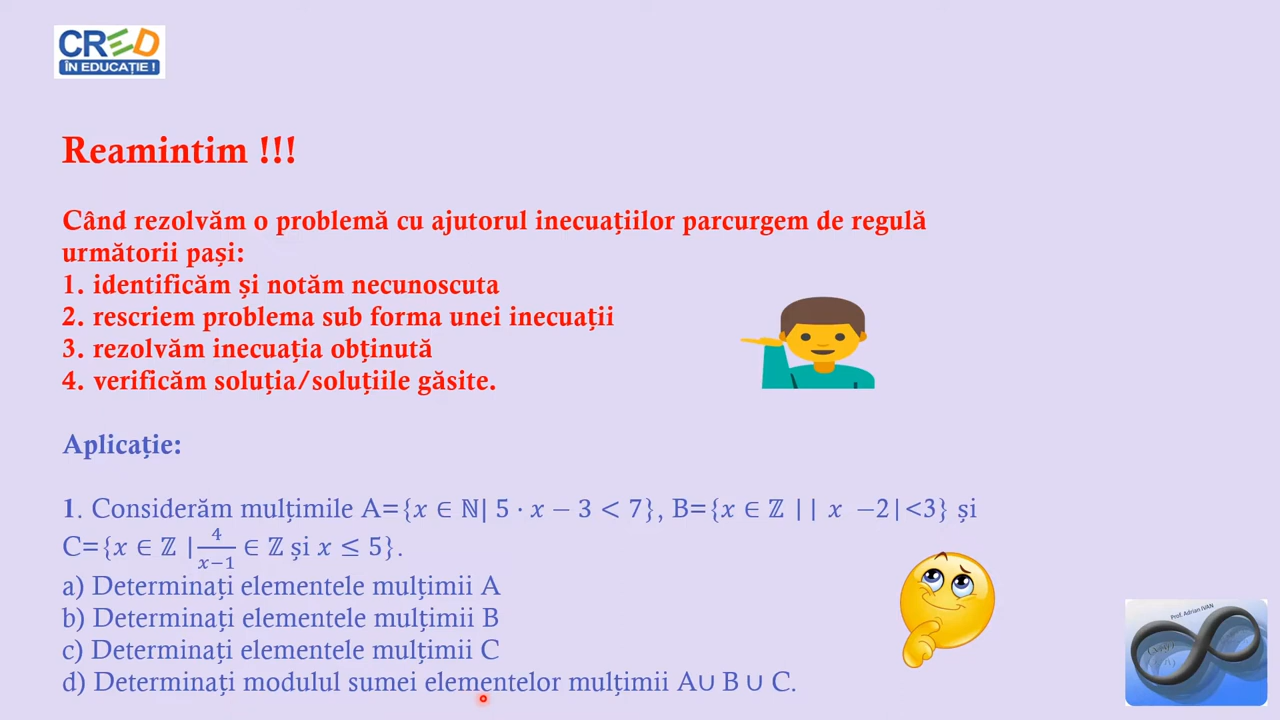 CRED
ÎN EDUCAȚIE !
Reamintim !!!
Când rezolvăm o problemă cu ajutorul inecuațiilor parcurgem de regulă
următorii pași:
1. identificăm și notăm necunoscuta
2. rescriem problema sub forma unei inecuații
3. rezolvăm inecuația obținută
4. verificăm soluția/soluțiile găsite.
Aplicație:
1. Considerăm mulțimile A={x ∈ ℕ| 5 · x − 3 < 7}, B={x ∈ ℤ || x −2|<3} și
C={x ∈ ℤ |4/(x−1) ∈ ℤ și x ≤ 5}.
a) Determinați elementele mulțimii A
b) Determinați elementele mulțimii B
c) Determinați elementele mulțimii C
d) Determinați modulul sumei elementelor mulțimii A∪ B ∪ C.
Prof. Adrian IVAN